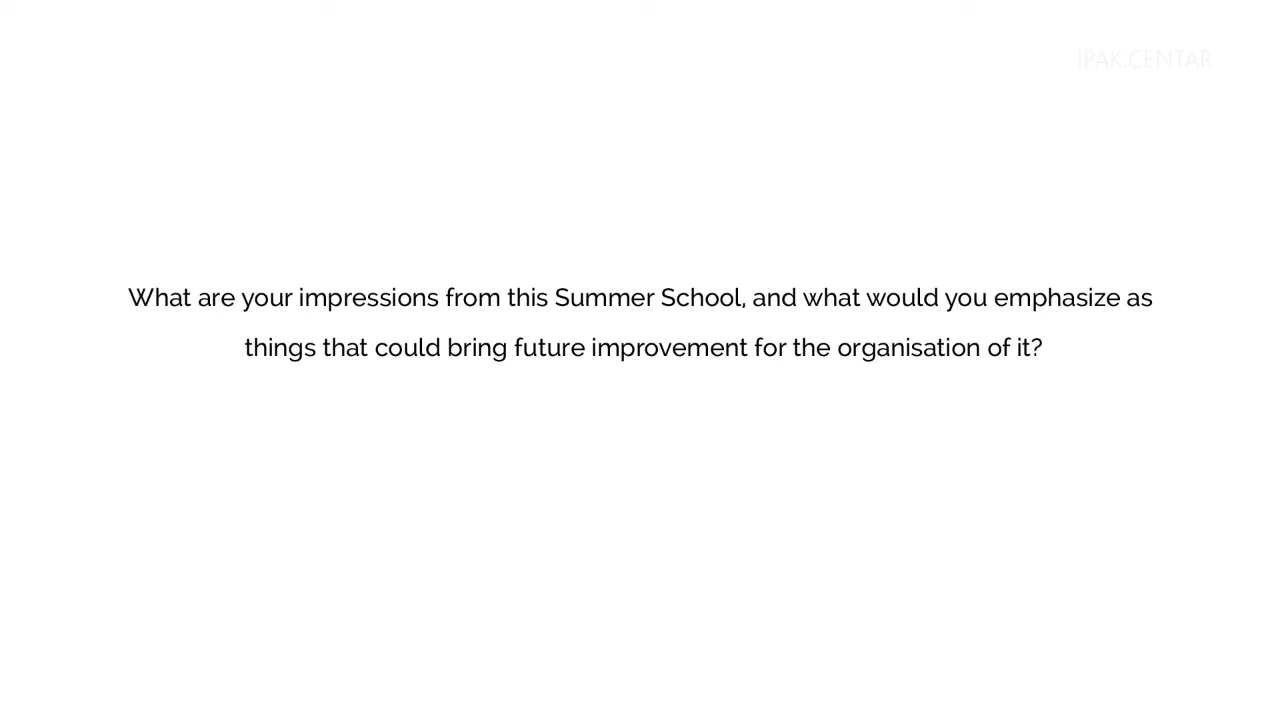 IPAK.CENTAR
What are your impressions from this Summer School, and what would you emphasize as
things that could bring future improvement for the organisation of it?